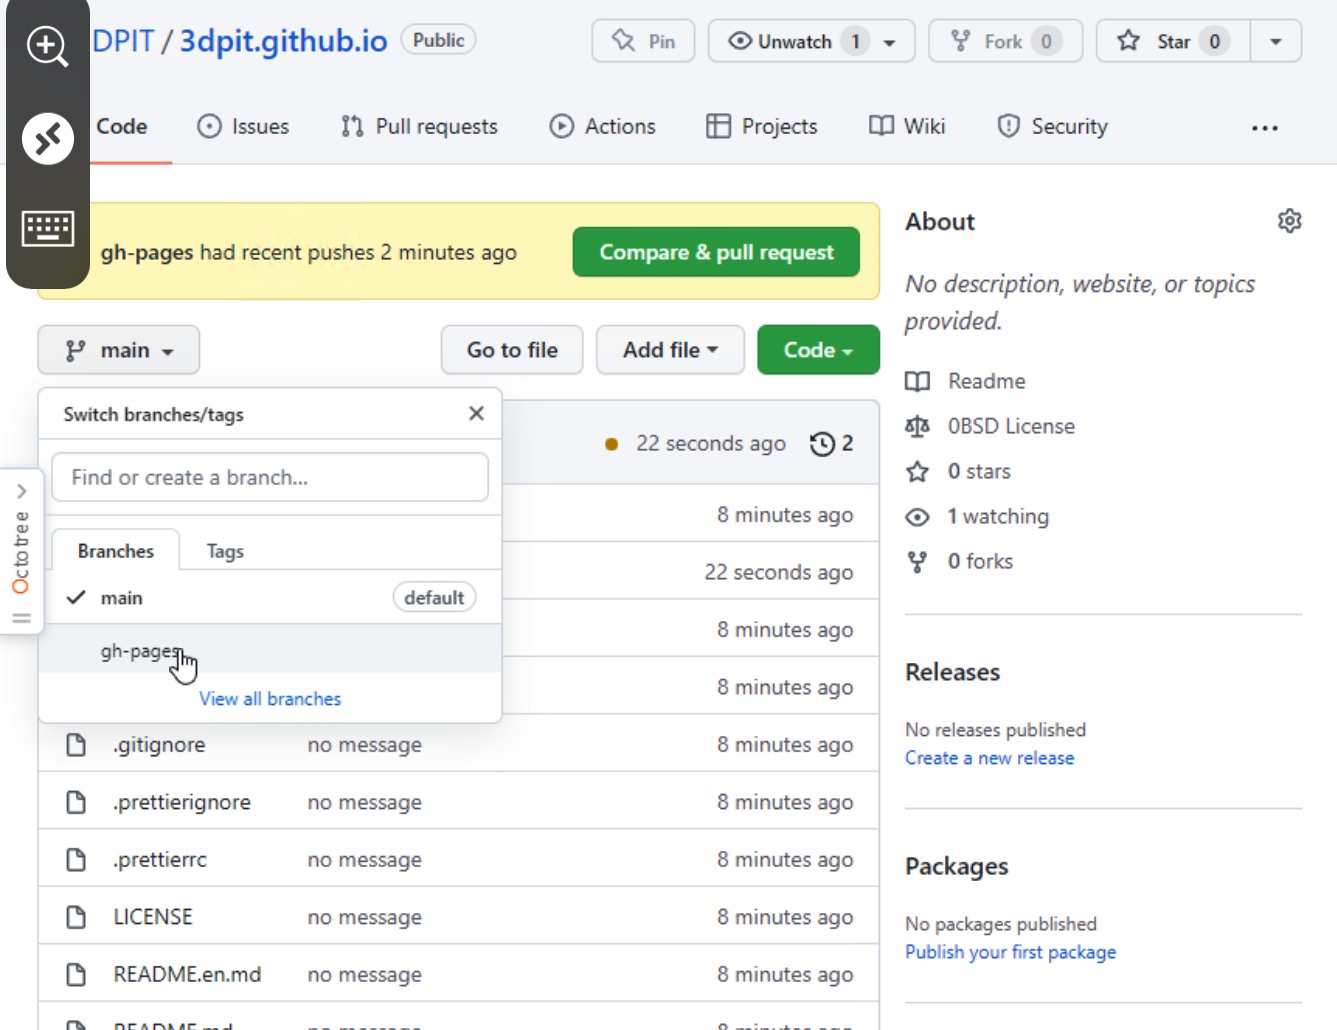 DPIT / 3dpit.github.io Public
Pin
Unwatch 1
Fork 0
Star 0
Code
Issues
Pull requests
Actions
Projects
Wiki
Security
gh-pages had recent pushes 2 minutes ago
Compare & pull request
main
Go to file
Add file
Code
Switch branches/tags
Find or create a branch...
Branches
Tags
main default
gh-pages
View all branches
Octotree
22 seconds ago 2
8 minutes ago
22 seconds ago
8 minutes ago
8 minutes ago
.gitignore no message 8 minutes ago
.prettierignore no message 8 minutes ago
.prettierrc no message 8 minutes ago
LICENSE no message 8 minutes ago
README.en.md no message 8 minutes ago
README.md no message 8 minutes ago
About
No description, website, or topics
provided.
Readme
0BSD License
0 stars
1 watching
0 forks
Releases
No releases published
Create a new release
Packages
No packages published
Publish your first package